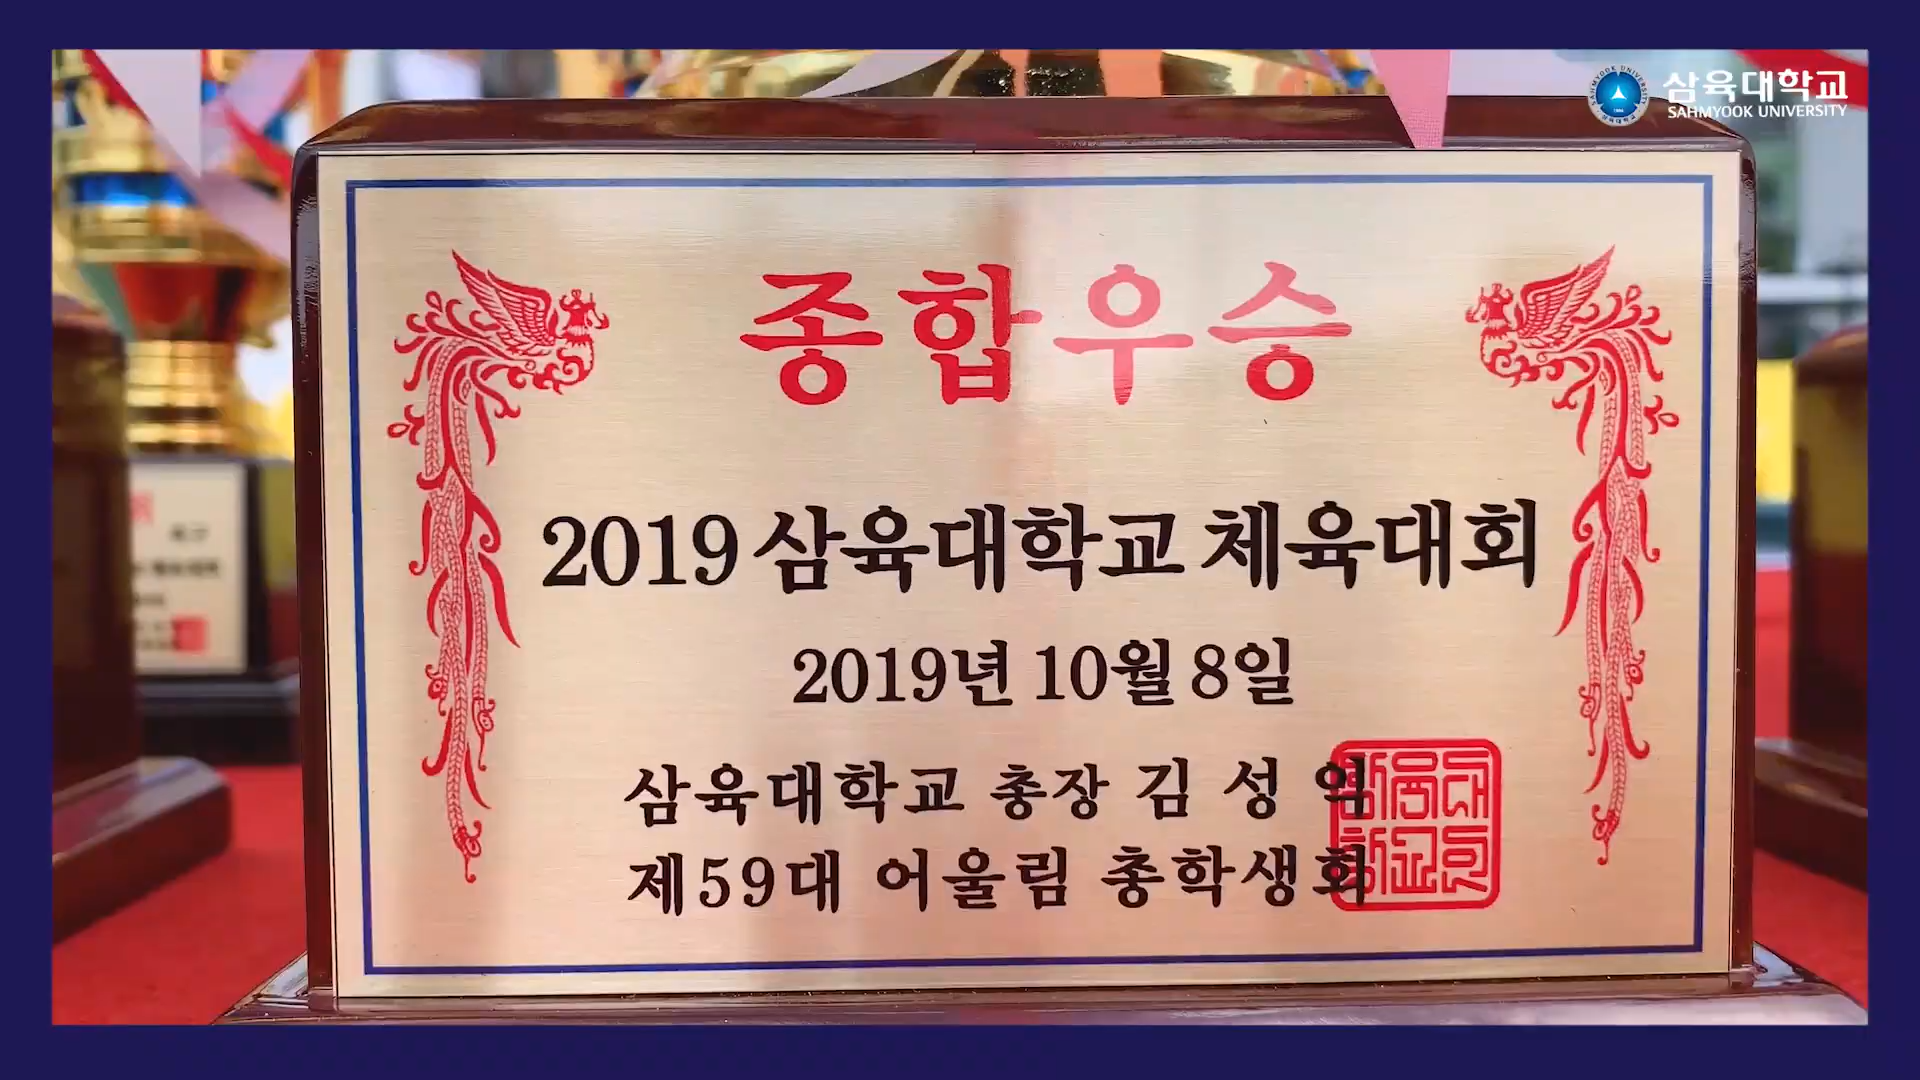 삼육대학교
SAHMYOOK UNIVERSITY
종합우승
2019 삼육대학교 체육대회
2019년 10월 8일
삼육대학교 총장 김성익
제59대 어울림 총학생회